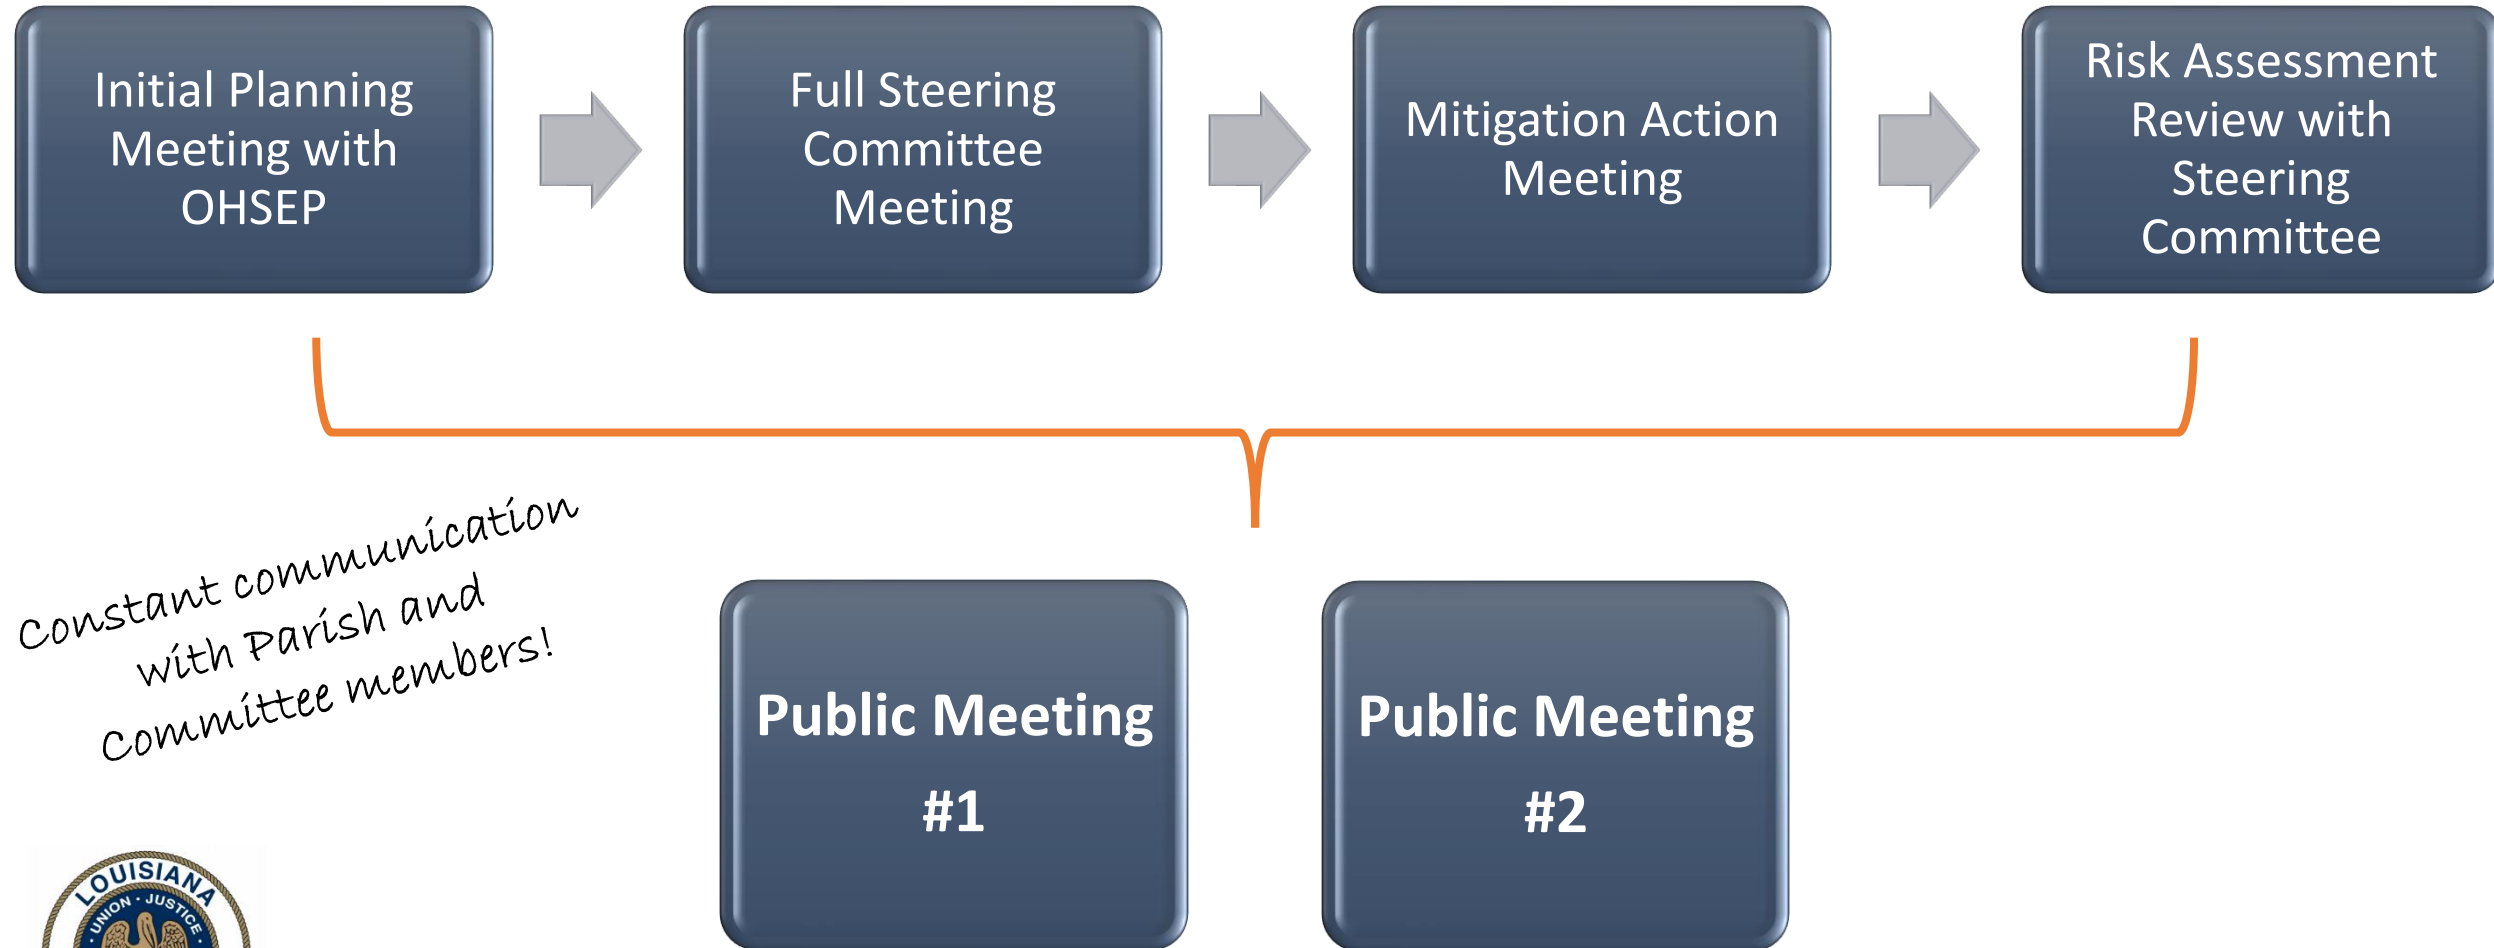 Initial Planning
Meeting with
OHSEP
Full Steering
Committee
Meeting
Mitigation Action
Meeting
Risk Assessment
Review with
Steering
Committee
Constant communication
with Parish and
Committee members!
Public Meeting
#1
Public Meeting
#2
LOUISIANA
UNION · JUSTICE